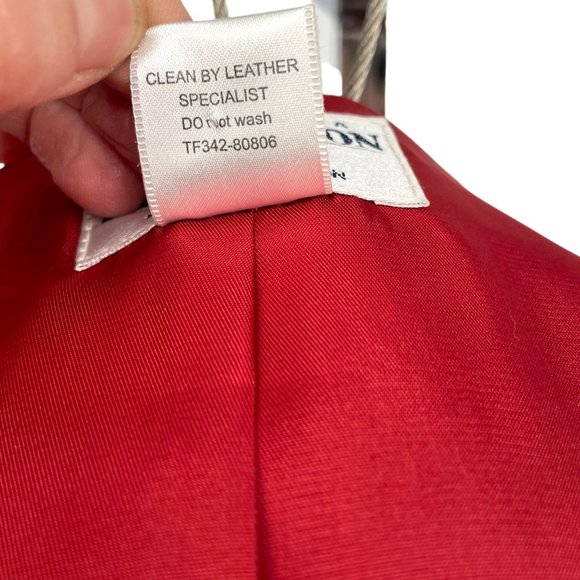 CLEAN BY LEATHER
SPECIALIST
DO not wash
TF342-80806